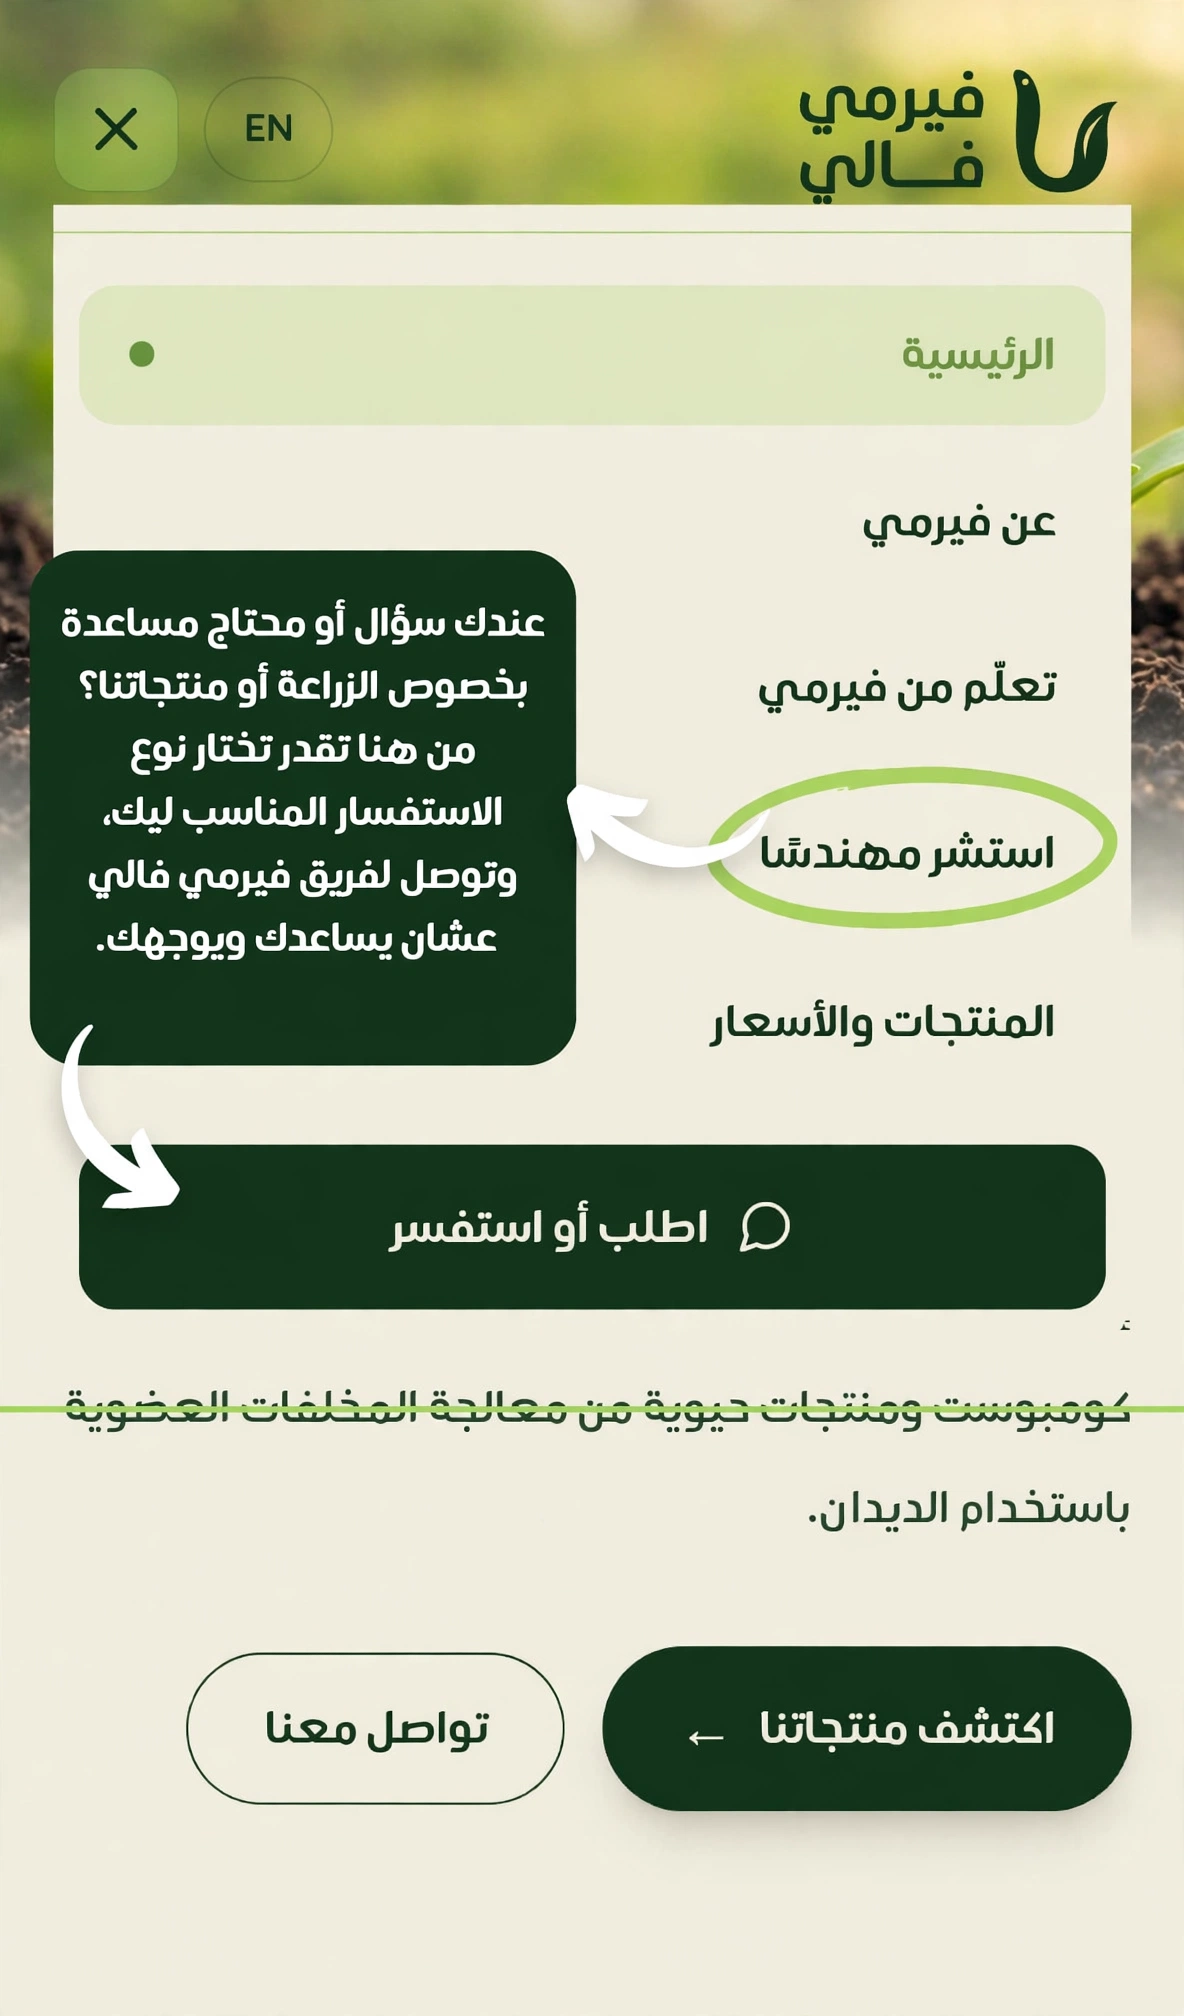 فيرمي
فالي
EN
الرئيسية
عن فيرمي
تعلّم من فيرمي
استشر مهندسًا
المنتجات والأسعار
عندك سؤال أو محتاج مساعدة
بخصوص الزراعة أو منتجاتنا؟
من هنا تقدر تختار نوع
الاستفسار المناسب ليك،
وتوصل لفريق فيرمي فالي
عشان يساعدك ويوجهك.
اطلب أو استفسر
كومبوست ومنتجات حيوية من معالجة المخلفات العضوية
باستخدام الديدان.
اكتشف منتجاتنا ←
تواصل معنا